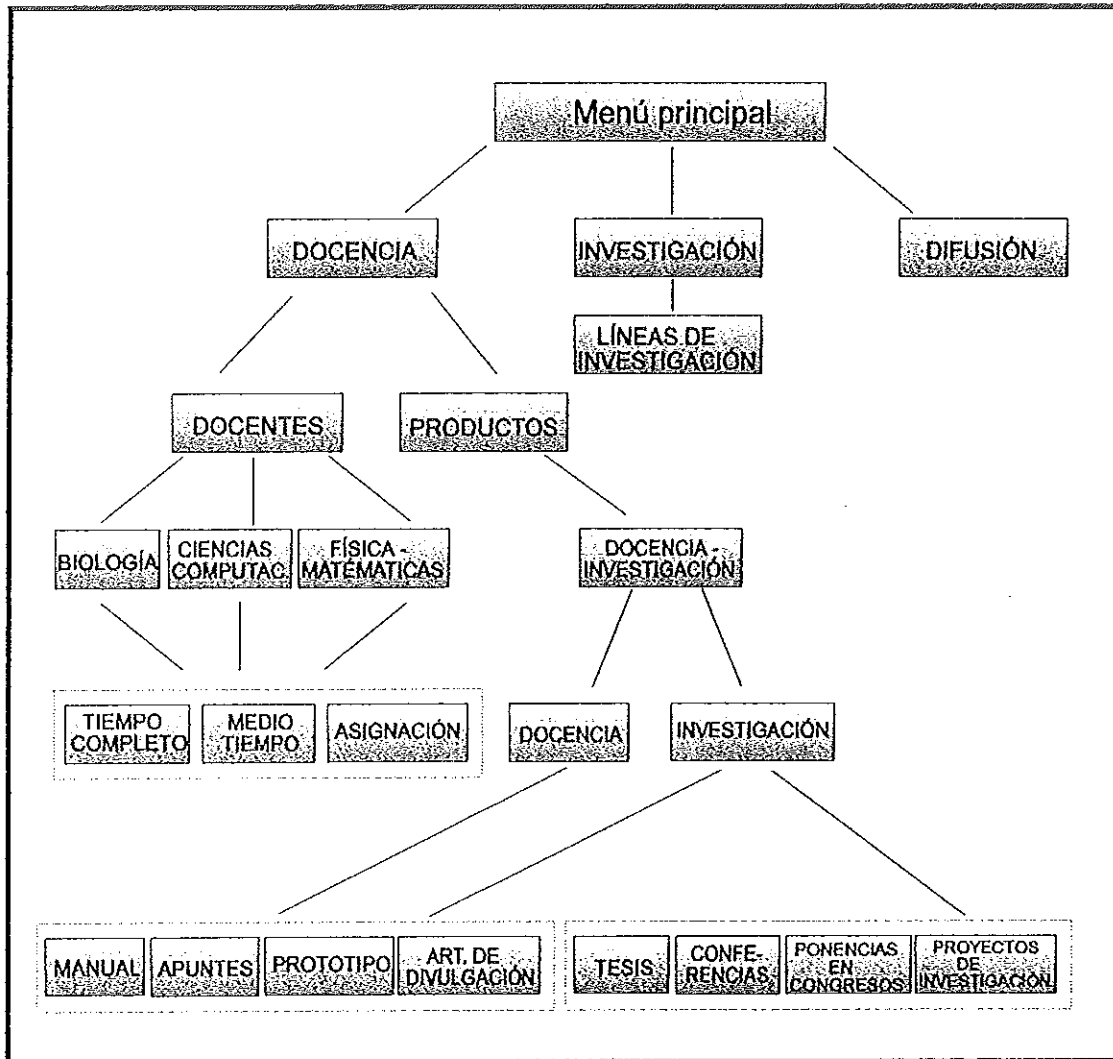 Menú principal
DOCENCIA
INVESTIGACIÓN
DIFUSIÓN
LÍNEAS DE
INVESTIGACIÓN
DOCENTES
PRODUCTOS
BIOLOGÍA
CIENCIAS
COMPUTAC.
FÍSICA -
MATEMÁTICAS
DOCENCIA -
INVESTIGACIÓN
TIEMPO
COMPLETO
MEDIO
TIEMPO
ASIGNACIÓN
DOCENCIA
INVESTIGACIÓN
MANUAL
APUNTES
PROTOTIPO
ART. DE
DIVULGACIÓN
TESIS
CONFE-
RENCIAS
PONENCIAS
EN
CONGRESOS
PROYECTOS
DE
INVESTIGACIÓN